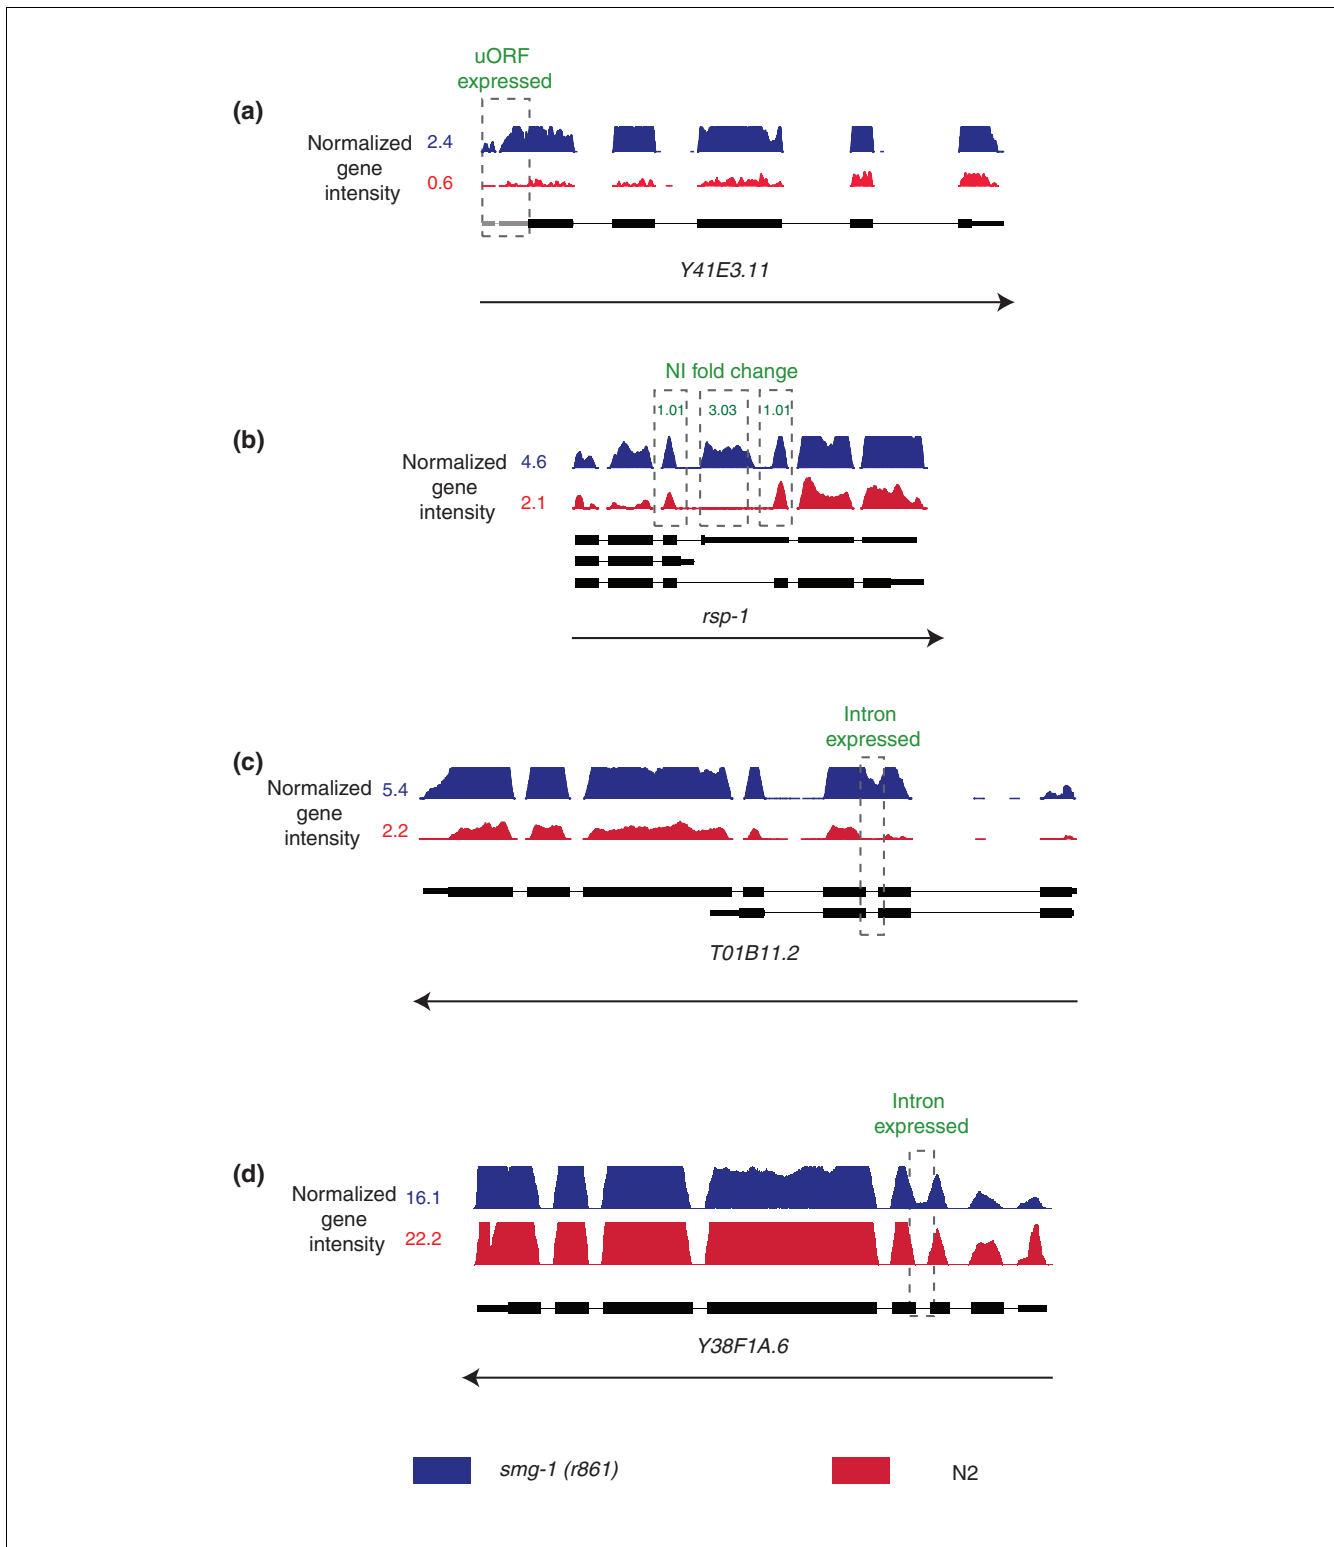 uORF
expressed
(a)
Normalized
gene
intensity
2.4
0.6
Y41E3.11
NI fold change
1.01 3.03 1.01
(b)
Normalized
gene
intensity
4.6
2.1
rsp-1
Intron
expressed
(c)
Normalized
gene
intensity
5.4
2.2
T01B11.2
Intron
expressed
(d)
Normalized
gene
intensity
16.1
22.2
Y38F1A.6
smg-1 (r861) N2